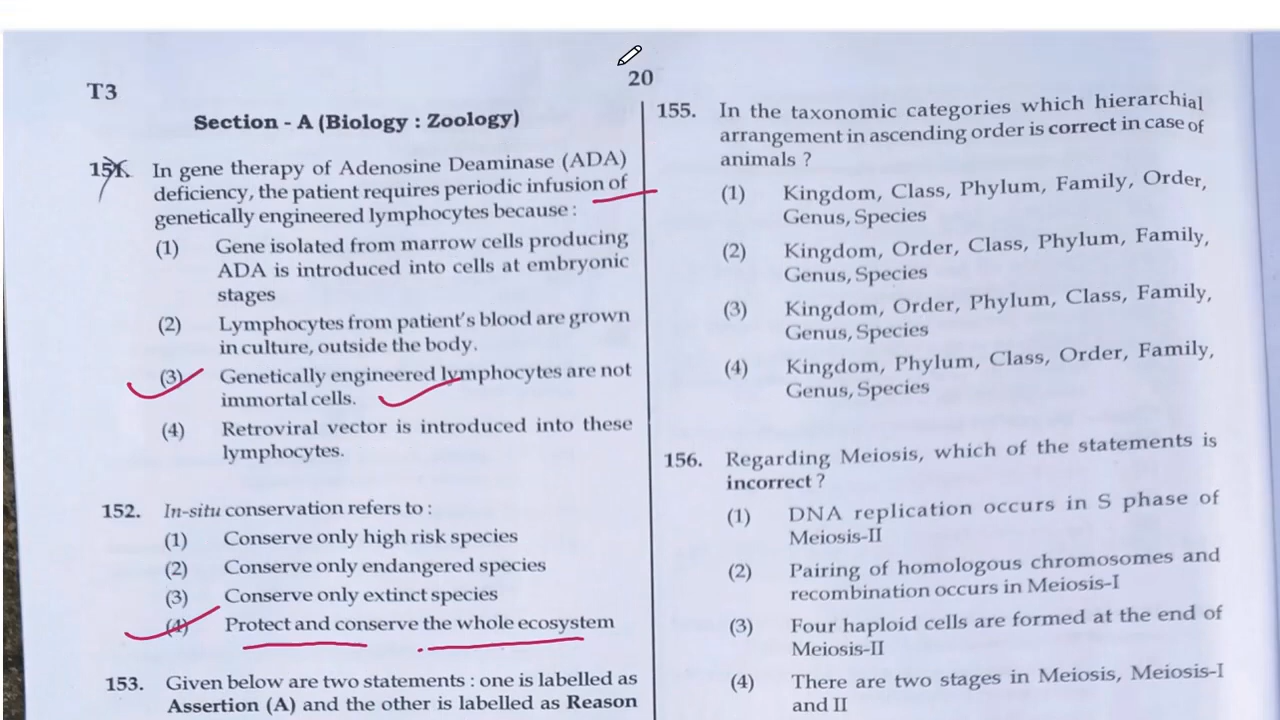 T3
20
Section - A (Biology : Zoology)
151. In gene therapy of Adenosine Deaminase (ADA)
deficiency, the patient requires periodic infusion of
genetically engineered lymphocytes because :
(1) Gene isolated from marrow cells producing
ADA is introduced into cells at embryonic
stages
(2) Lymphocytes from patient's blood are grown
in culture, outside the body.
(3) Genetically engineered lymphocytes are not
immortal cells.
(4) Retroviral vector is introduced into these
lymphocytes.
152. In-situ conservation refers to :
(1) Conserve only high risk species
(2) Conserve only endangered species
(3) Conserve only extinct species
(4) Protect and conserve the whole ecosystem
153. Given below are two statements : one is labelled as
Assertion (A) and the other is labelled as Reason
155. In the taxonomic categories which hierarchial
arrangement in ascending order is correct in case of
animals ?
(1) Kingdom, Class, Phylum, Family, Order,
Genus, Species
(2) Kingdom, Order, Class, Phylum, Family,
Genus, Species
(3) Kingdom, Order, Phylum, Class, Family,
Genus, Species
(4) Kingdom, Phylum, Class, Order, Family,
Genus, Species
156. Regarding Meiosis, which of the statements is
incorrect ?
(1) DNA replication occurs in S phase of
Meiosis-II
(2) Pairing of homologous chromosomes and
recombination occurs in Meiosis-I
(3) Four haploid cells are formed at the end of
Meiosis-II
(4) There are two stages in Meiosis, Meiosis-I
and II